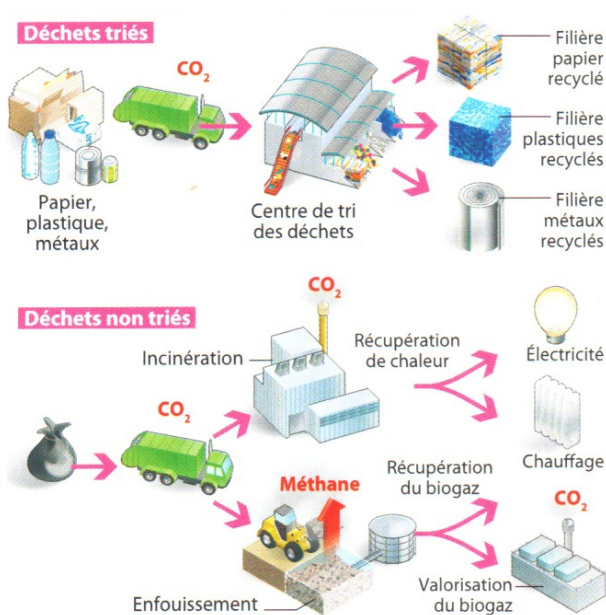 Déchets triés
CO₂
Papier,
plastique,
métaux
Centre de tri
des déchets
Filière
papier
recyclé
Filière
plastiques
recyclés
Filière
métaux
recyclés
Déchets non triés
CO₂
Incinération
CO₂
Récupération
de chaleur
Électricité
Chauffage
Méthane
Enfouissement
Récupération
du biogaz
CO₂
Valorisation
du biogaz